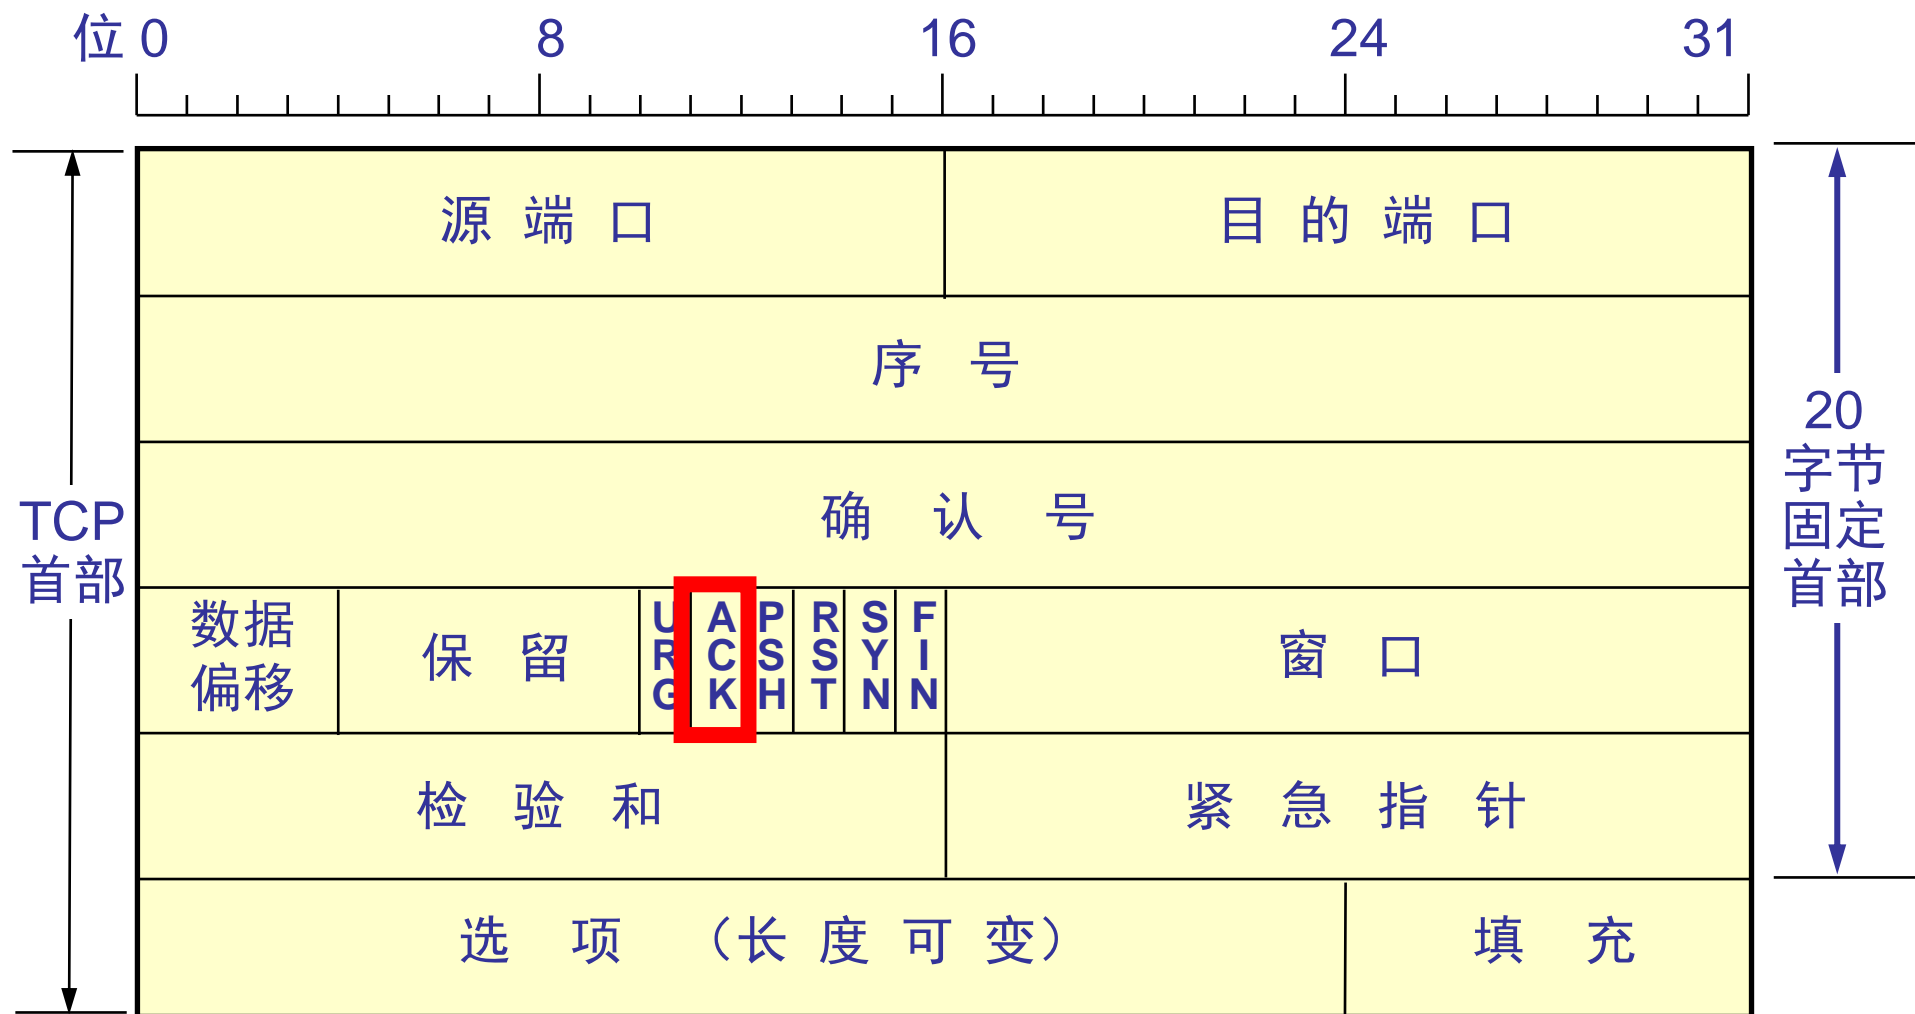 位 0 8 16 24 31
源端口 目的端口
序号
确认号
TCP
首部
20
字节
固定
首部
数据
偏移
保留
URG
ACK
PSH
RST
SYN
FIN
窗口
检验和 紧急指针
选项（长度可变） 填充